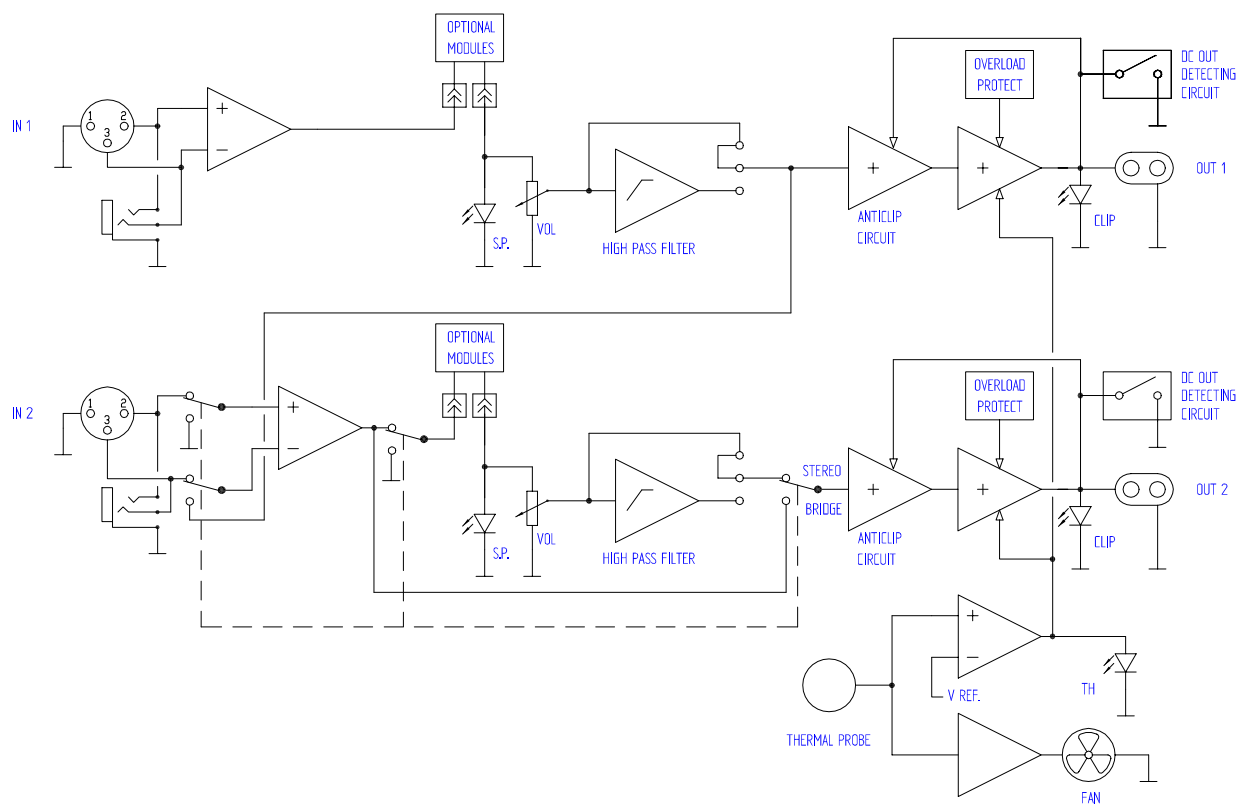 OPTIONAL
MODULES
IN 1
1
2
3
+
−
S.P.
VOL
HIGH PASS FILTER
+
ANTICLIP
CIRCUIT
OVERLOAD
PROTECT
+
CLIP
DC OUT
DETECTING
CIRCUIT
OUT 1
OPTIONAL
MODULES
IN 2
1
2
3
+
−
S.P.
VOL
HIGH PASS FILTER
STEREO
BRIDGE
+
ANTICLIP
CIRCUIT
OVERLOAD
PROTECT
+
CLIP
DC OUT
DETECTING
CIRCUIT
OUT 2
+
−
V REF.
TH
THERMAL PROBE
FAN